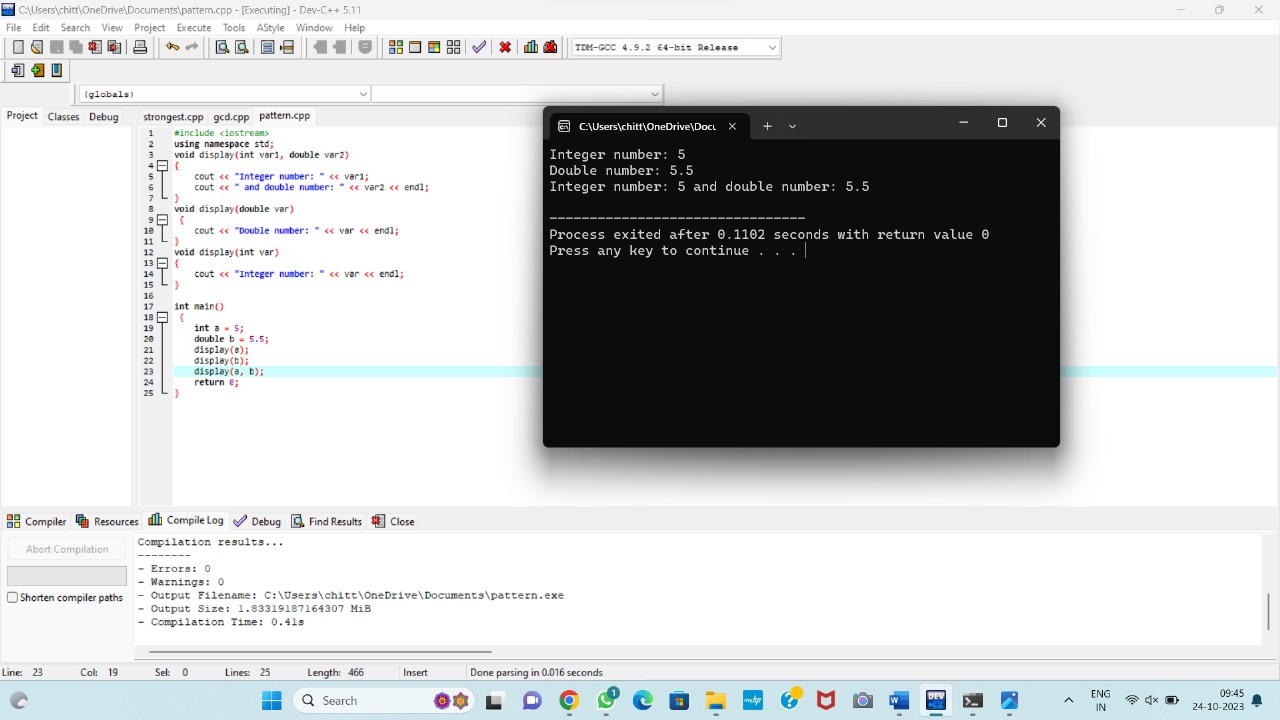 C:\Users\chitt\OneDrive\Documents\pattern.cpp - [Executing] - Dev-C++ 5.11
File Edit Search View Project Execute Tools AStyle Window Help
TDM-GCC 4.9.2 64-bit Release
(globals)
Project Classes Debug
strongest.cpp gcd.cpp pattern.cpp
1 #include <iostream>
2 using namespace std;
3 void display(int var1, double var2)
4 {
5 cout << "Integer number: " << var1;
6 cout << " and double number: " << var2 << endl;
7 }
8 void display(double var)
9 {
10 cout << "Double number: " << var << endl;
11 }
12 void display(int var)
13 {
14 cout << "Integer number: " << var << endl;
15 }
16
17 int main()
18 {
19 int a = 5;
20 double b = 5.5;
21 display(a);
22 display(b);
23 display(a, b);
24 return 0;
25 }
C:\Users\chitt\OneDrive\Docu
Integer number: 5
Double number: 5.5
Integer number: 5 and double number: 5.5
--------------------------------
Process exited after 0.1102 seconds with return value 0
Press any key to continue . . .
Compiler Resources Compile Log Debug Find Results Close
Abort Compilation
Shorten compiler paths
Compilation results...
--------
- Errors: 0
- Warnings: 0
- Output Filename: C:\Users\chitt\OneDrive\Documents\pattern.exe
- Output Size: 1.83319187164307 MiB
- Compilation Time: 0.41s
Line: 23 Col: 19 Sel: 0 Lines: 25 Length: 466 Insert Done parsing in 0.016 seconds
Search
1
2
myhp
DEV
ENG
IN
09:45
24-10-2023